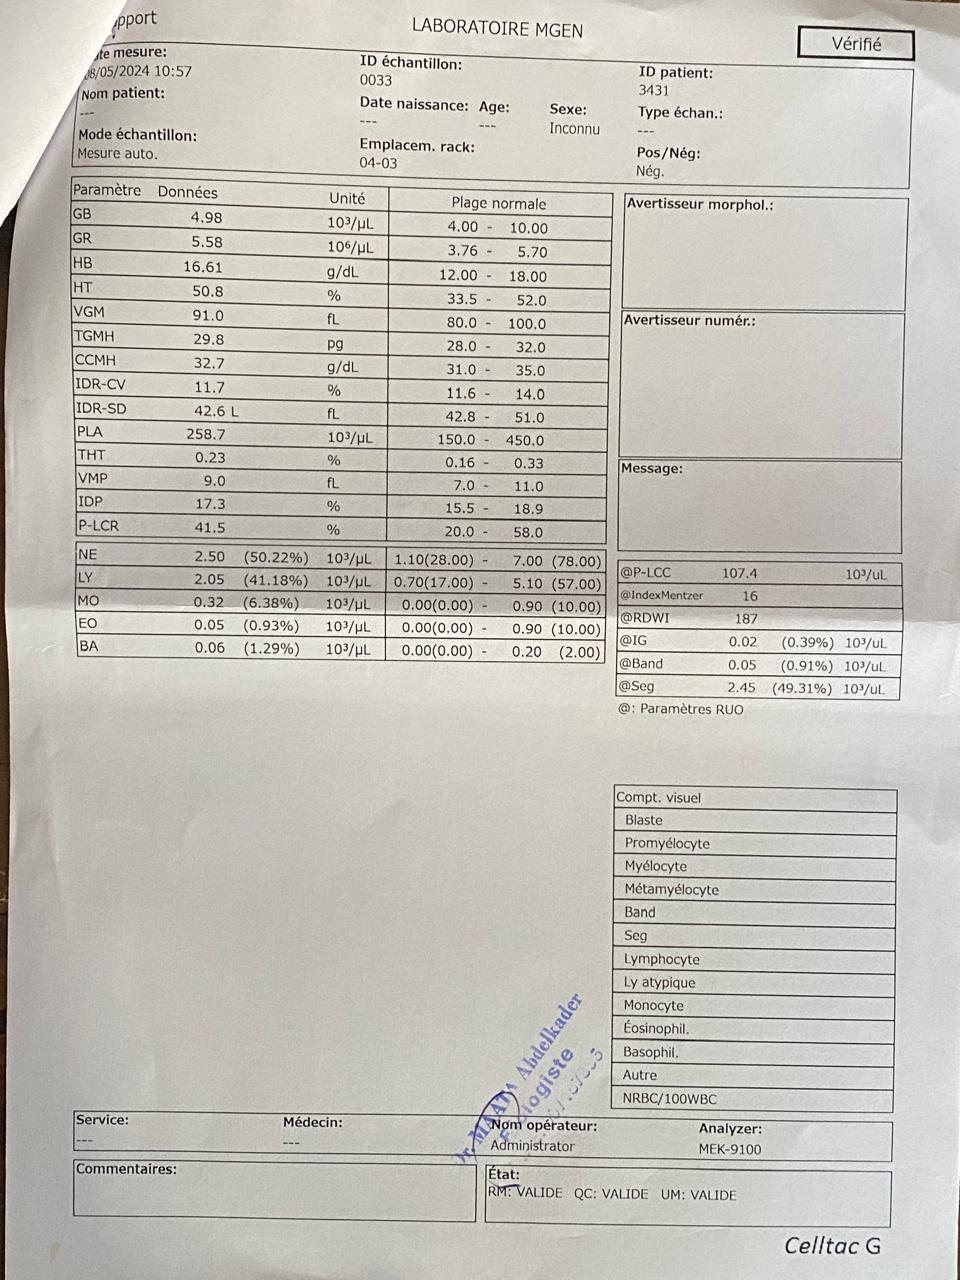 pport
LABORATOIRE MGEN
Vérifié
te mesure:
08/05/2024 10:57
ID échantillon:
0033
ID patient:
3431
Nom patient:
---
Date naissance: Age: Sexe:
--- --- Inconnu
Type échan.:
---
Mode échantillon:
Mesure auto.
Emplacem. rack:
04-03
Pos/Nég:
Nég.
Paramètre Données Unité Plage normale
GB 4.98 10³/µL 4.00 - 10.00
GR 5.58 10⁶/µL 3.76 - 5.70
HB 16.61 g/dL 12.00 - 18.00
HT 50.8 % 33.5 - 52.0
VGM 91.0 fL 80.0 - 100.0
TGMH 29.8 pg 28.0 - 32.0
CCMH 32.7 g/dL 31.0 - 35.0
IDR-CV 11.7 % 11.6 - 14.0
IDR-SD 42.6 L fL 42.8 - 51.0
PLA 258.7 10³/µL 150.0 - 450.0
THT 0.23 % 0.16 - 0.33
VMP 9.0 fL 7.0 - 11.0
IDP 17.3 % 15.5 - 18.9
P-LCR 41.5 % 20.0 - 58.0
NE 2.50 (50.22%) 10³/µL 1.10(28.00) - 7.00 (78.00)
LY 2.05 (41.18%) 10³/µL 0.70(17.00) - 5.10 (57.00)
MO 0.32 (6.38%) 10³/µL 0.00(0.00) - 0.90 (10.00)
EO 0.05 (0.93%) 10³/µL 0.00(0.00) - 0.90 (10.00)
BA 0.06 (1.29%) 10³/µL 0.00(0.00) - 0.20 (2.00)
Avertisseur morphol.:
Avertisseur numér.:
Message:
@P-LCC 107.4 10³/uL
@IndexMentzer 16
@RDWI 187
@IG 0.02 (0.39%) 10³/uL
@Band 0.05 (0.91%) 10³/uL
@Seg 2.45 (49.31%) 10³/uL
@: Paramètres RUO
Compt. visuel
Blaste
Promyélocyte
Myélocyte
Métamyélocyte
Band
Seg
Lymphocyte
Ly atypique
Monocyte
Éosinophil.
Basophil.
Autre
NRBC/100WBC
Dr. MAATA Abdelkader
Service:
---
Médecin:
---
Nom opérateur:
Administrator
Analyzer:
MEK-9100
Commentaires:
État:
RM: VALIDE QC: VALIDE UM: VALIDE
Celltac G